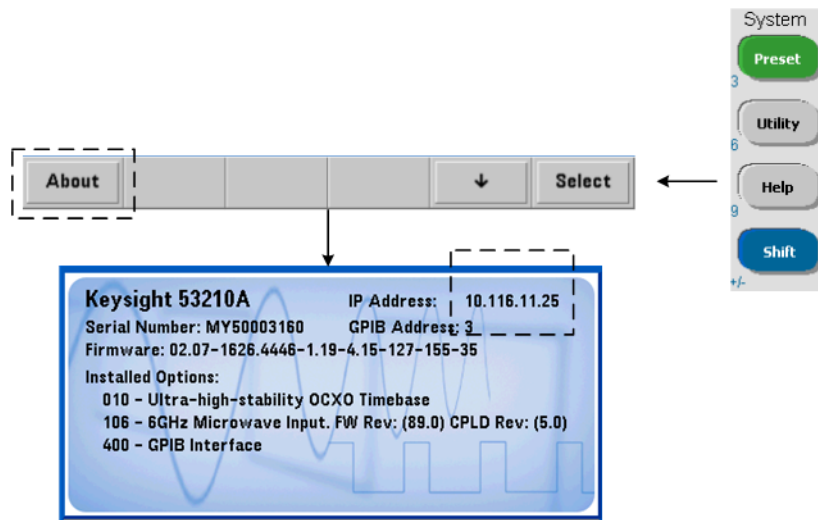 System
Preset
3
Utility
6
About
↓
Select
Help
9
Shift
+/-
Keysight 53210A
IP Address: 10.116.11.25
Serial Number: MY50003160
GPIB Address: 3
Firmware: 02.07-1626.4446-1.19-4.15-127-155-35
Installed Options:
010 - Ultra-high-stability OCXO Timebase
106 - 6GHz Microwave Input. FW Rev: (89.0) CPLD Rev: (5.0)
400 - GPIB Interface